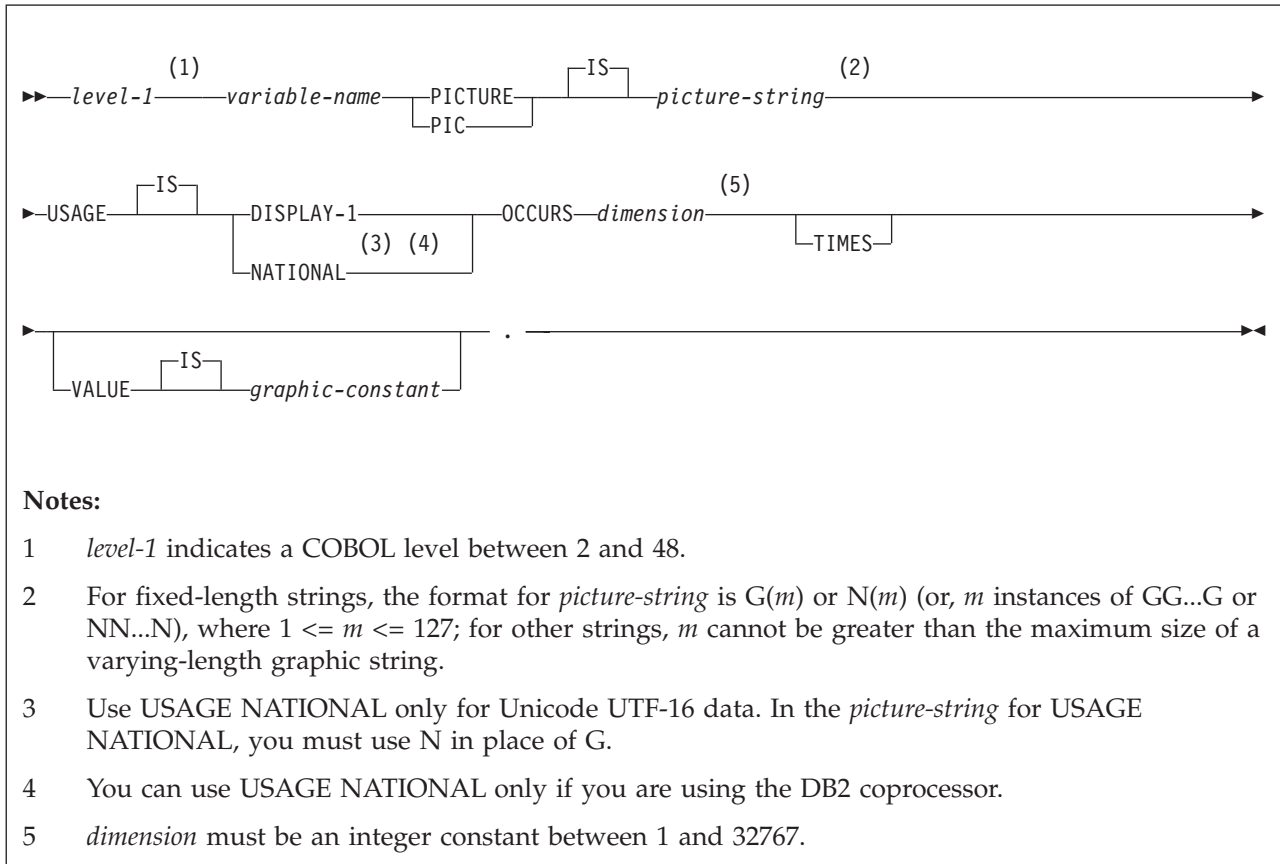 (1) IS (2)
level-1 variable-name PICTURE picture-string
PIC
IS (5)
USAGE DISPLAY-1 OCCURS dimension
(3) (4) TIMES
NATIONAL
.
IS
VALUE graphic-constant
Notes:
1 level-1 indicates a COBOL level between 2 and 48.
2 For fixed-length strings, the format for picture-string is G(m) or N(m) (or, m instances of GG...G or
NN...N), where 1 <= m <= 127; for other strings, m cannot be greater than the maximum size of a
varying-length graphic string.
3 Use USAGE NATIONAL only for Unicode UTF-16 data. In the picture-string for USAGE
NATIONAL, you must use N in place of G.
4 You can use USAGE NATIONAL only if you are using the DB2 coprocessor.
5 dimension must be an integer constant between 1 and 32767.